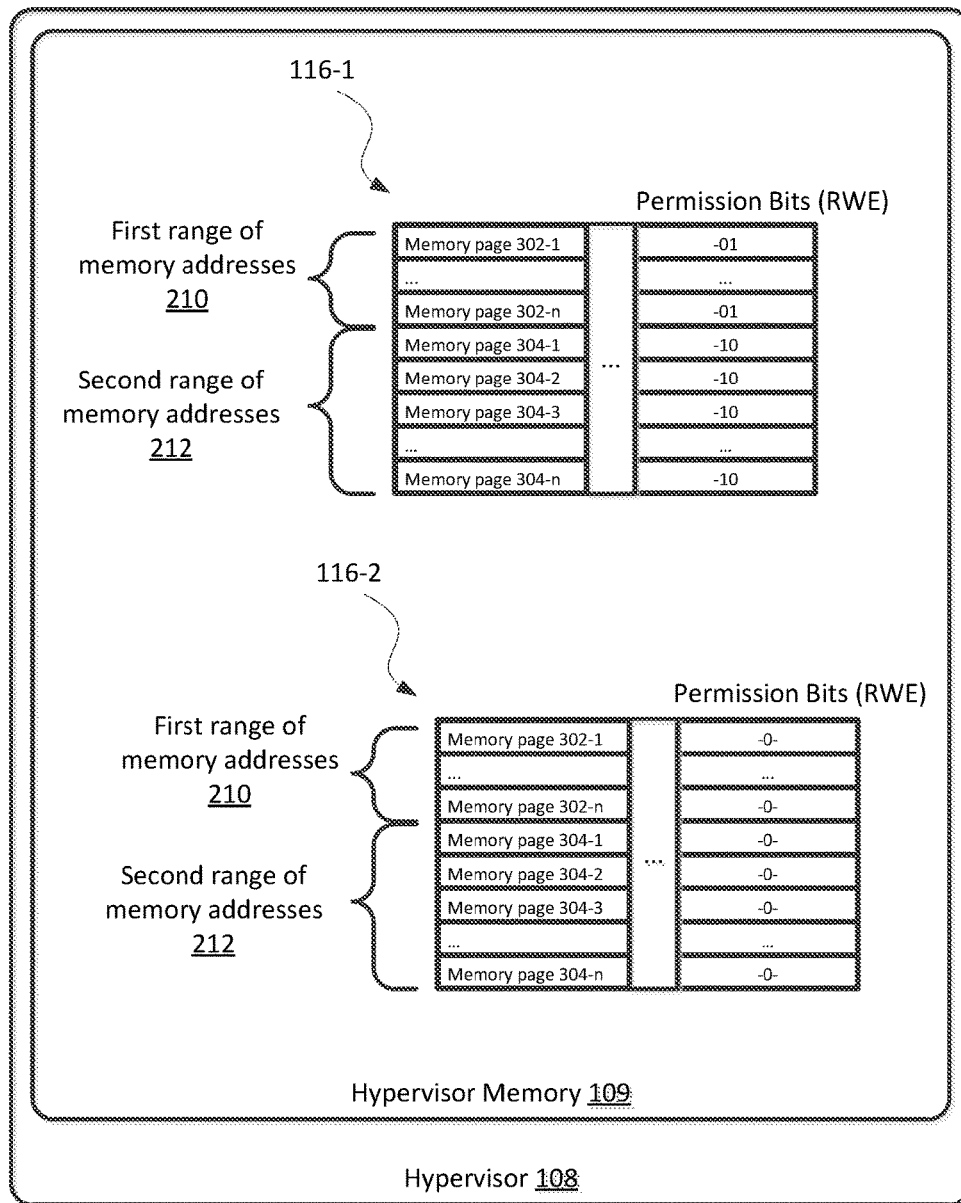 116-1
Permission Bits (RWE)
First range of
memory addresses
210
Second range of
memory addresses
212
Memory page 302-1 -01
... ...
Memory page 302-n -01
Memory page 304-1 -10
...
Memory page 304-2 -10
Memory page 304-3 -10
... ...
Memory page 304-n -10
116-2
Permission Bits (RWE)
First range of
memory addresses
210
Second range of
memory addresses
212
Memory page 302-1 -0-
... ...
Memory page 302-n -0-
Memory page 304-1 -0-
...
Memory page 304-2 -0-
Memory page 304-3 -0-
... ...
Memory page 304-n -0-
Hypervisor Memory 109
Hypervisor 108